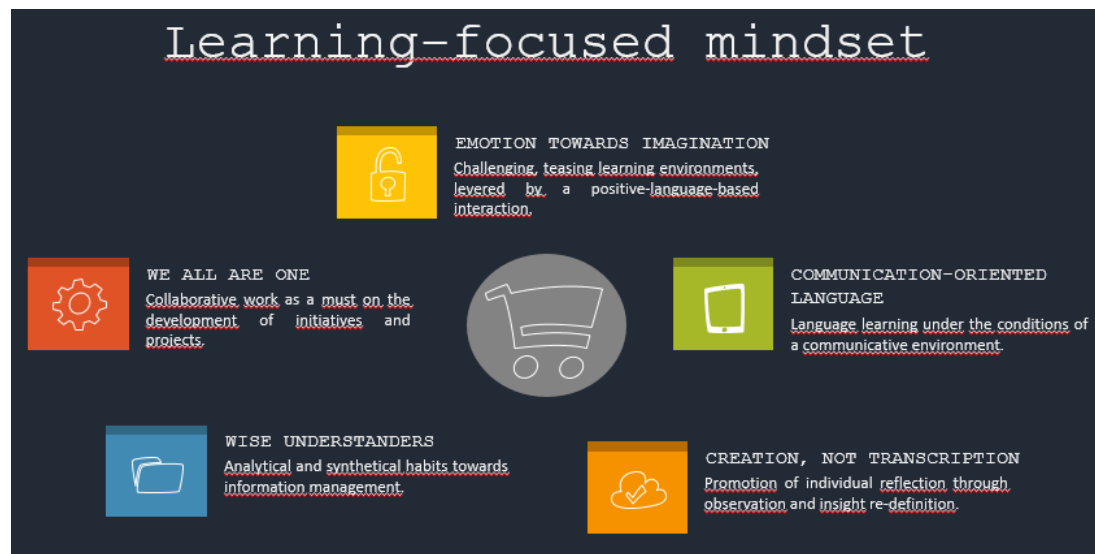 Learning-focused mindset
EMOTION TOWARDS IMAGINATION
Challenging, teasing learning environments,
levered by a positive-language-based
interaction.
WE ALL ARE ONE
Collaborative work as a must on the
development of initiatives and
projects.
COMMUNICATION-ORIENTED
LANGUAGE
Language learning under the conditions of
a communicative environment.
WISE UNDERSTANDERS
Analytical and synthetical habits towards
information management.
CREATION, NOT TRANSCRIPTION
Promotion of individual reflection through
observation and insight re-definition.